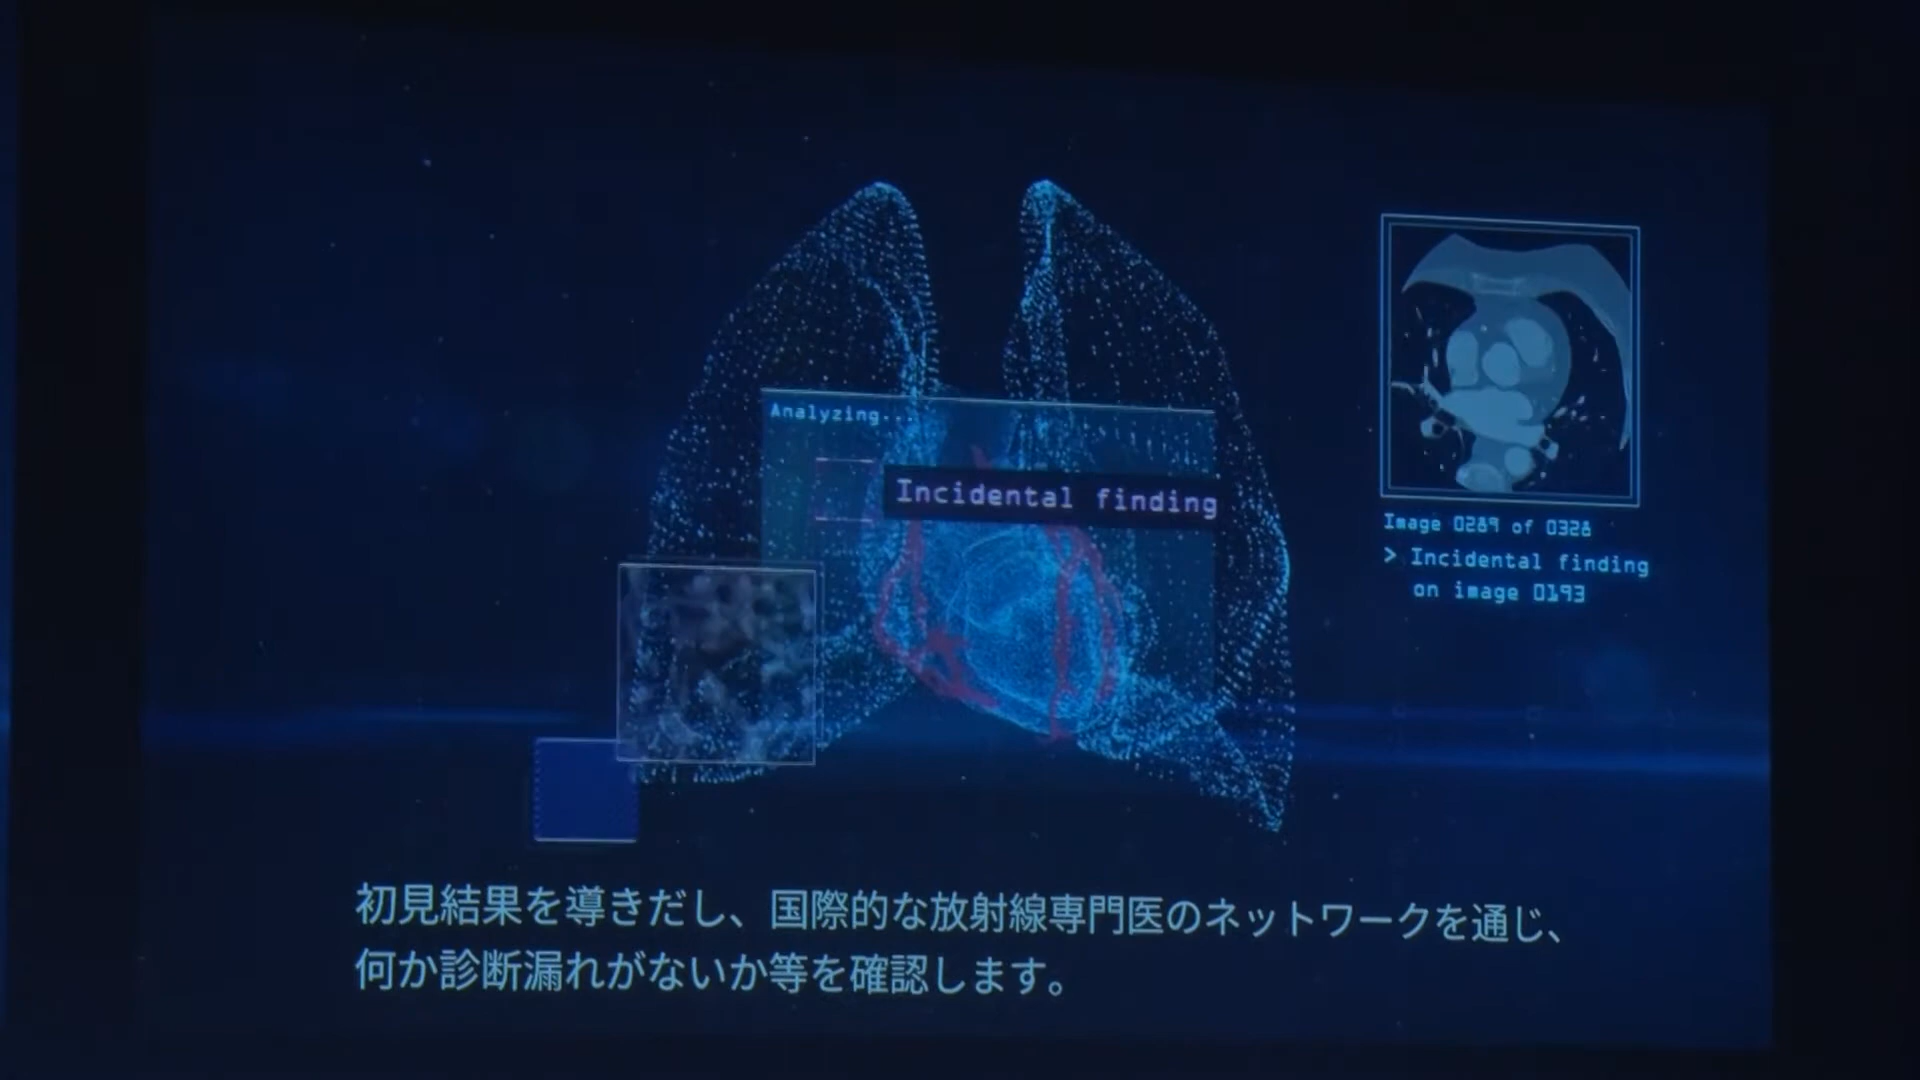 Analyzing...
Incidental finding
Image 0289 of 0328
> Incidental finding
on image 0193
初見結果を導きだし、国際的な放射線専門医のネットワークを通じ、
何か診断漏れがないか等を確認します。